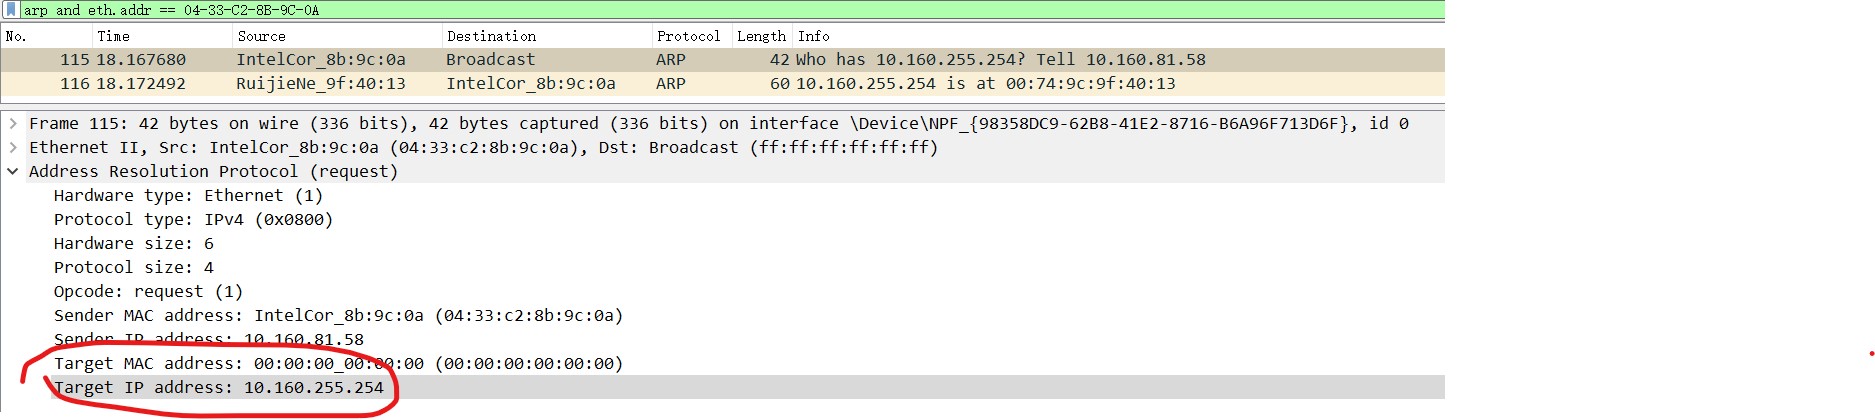 arp and eth.addr == 04-33-C2-8B-9C-0A
No. Time Source Destination Protocol Length Info
115 18.167680 IntelCor_8b:9c:0a Broadcast ARP 42 Who has 10.160.255.254? Tell 10.160.81.58
116 18.172492 RuijieNe_9f:40:13 IntelCor_8b:9c:0a ARP 60 10.160.255.254 is at 00:74:9c:9f:40:13
Frame 115: 42 bytes on wire (336 bits), 42 bytes captured (336 bits) on interface \Device\NPF_{98358DC9-62B8-41E2-8716-B6A96F713D6F}, id 0
Ethernet II, Src: IntelCor_8b:9c:0a (04:33:c2:8b:9c:0a), Dst: Broadcast (ff:ff:ff:ff:ff:ff)
Address Resolution Protocol (request)
Hardware type: Ethernet (1)
Protocol type: IPv4 (0x0800)
Hardware size: 6
Protocol size: 4
Opcode: request (1)
Sender MAC address: IntelCor_8b:9c:0a (04:33:c2:8b:9c:0a)
Sender IP address: 10.160.81.58
Target MAC address: 00:00:00_00:00:00 (00:00:00:00:00:00)
Target IP address: 10.160.255.254